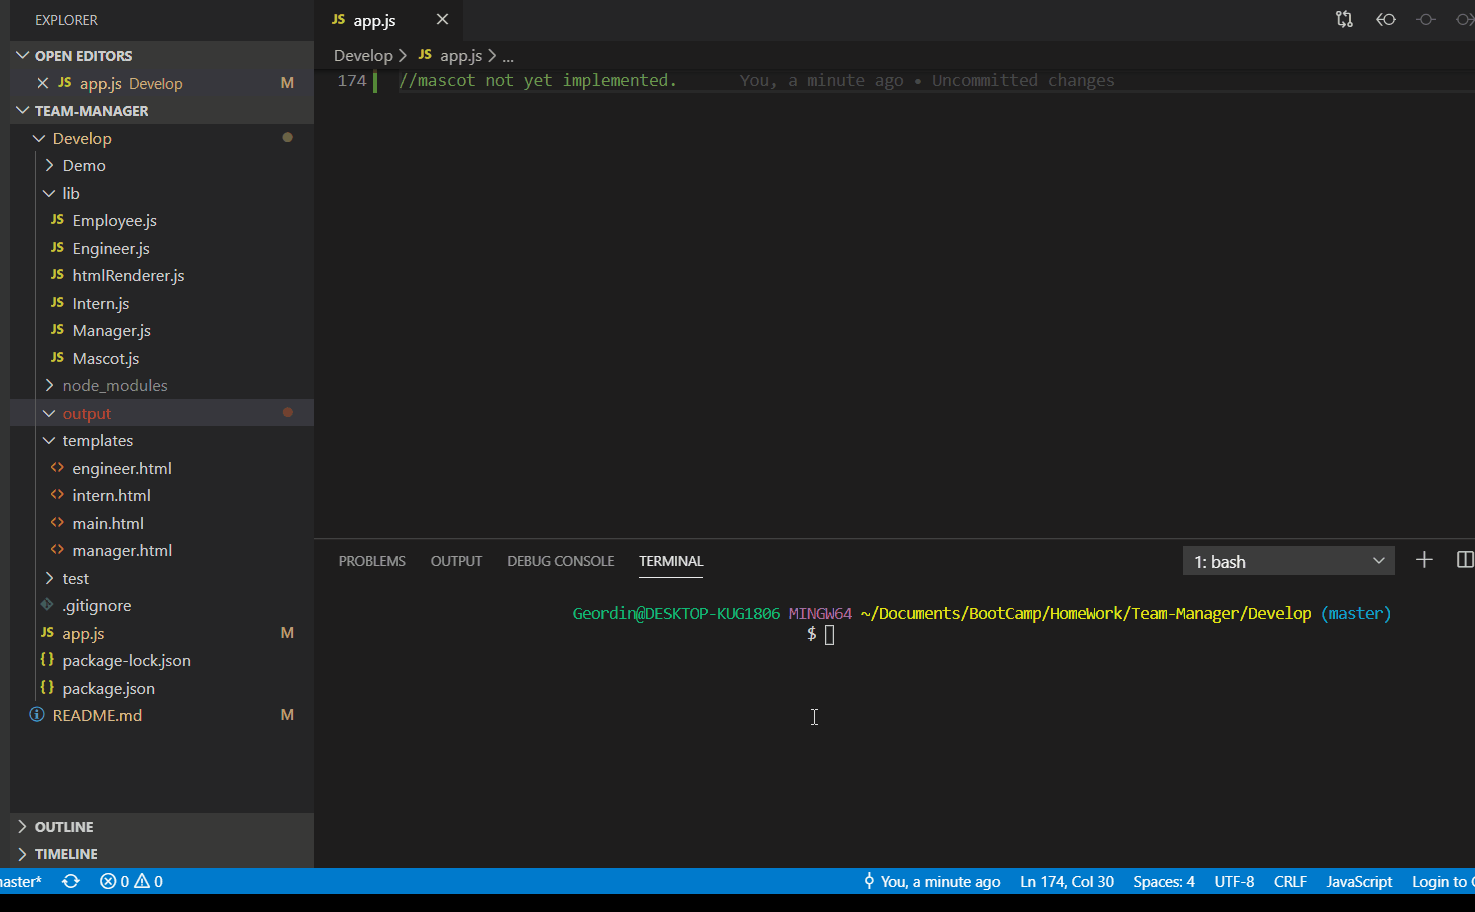 EXPLORER
OPEN EDITORS
JS app.js Develop M
TEAM-MANAGER
Develop
Demo
lib
JS Employee.js
JS Engineer.js
JS htmlRenderer.js
JS Intern.js
JS Manager.js
JS Mascot.js
node_modules
output
templates
<> engineer.html
<> intern.html
<> main.html
<> manager.html
test
.gitignore
JS app.js M
{} package-lock.json
{} package.json
README.md M
OUTLINE
TIMELINE
JS app.js
Develop > JS app.js > ...
174 //mascot not yet implemented. You, a minute ago • Uncommitted changes
PROBLEMS OUTPUT DEBUG CONSOLE TERMINAL 1: bash
Geordin@DESKTOP-KUG1806 MINGW64 ~/Documents/BootCamp/HomeWork/Team-Manager/Develop (master)
$
aster* 0 0 You, a minute ago Ln 174, Col 30 Spaces: 4 UTF-8 CRLF JavaScript Login to